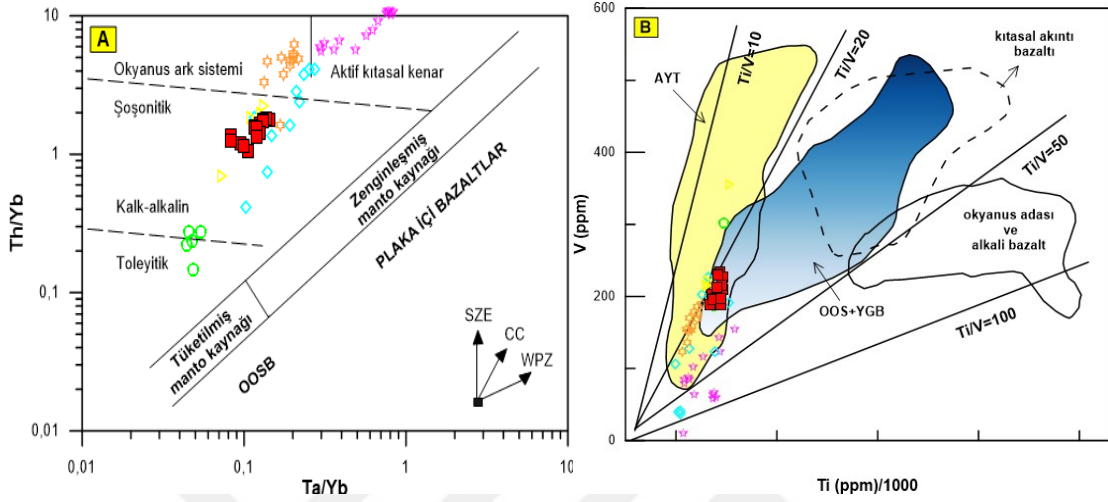 A
10
1
0,1
0,01
Th/Yb
Okyanus ark sistemi
Aktif kıtasal kenar
Şoşonitik
Kalk-alkalin
Toleyitik
Zenginleşmiş
manto kaynağı
PLAKA İÇİ BAZALTLAR
Tüketilmiş
manto kaynağı
OOSB
SZE
CC
WPZ
0,01
0,1
1
10
Ta/Yb
B
600
400
200
0
V (ppm)
AYT
Ti/V=10
Ti/V=20
kıtasal akıntı
bazaltı
Ti/V=50
okyanus adası
ve
alkali bazalt
OOS+YGB
Ti/V=100
Ti (ppm)/1000